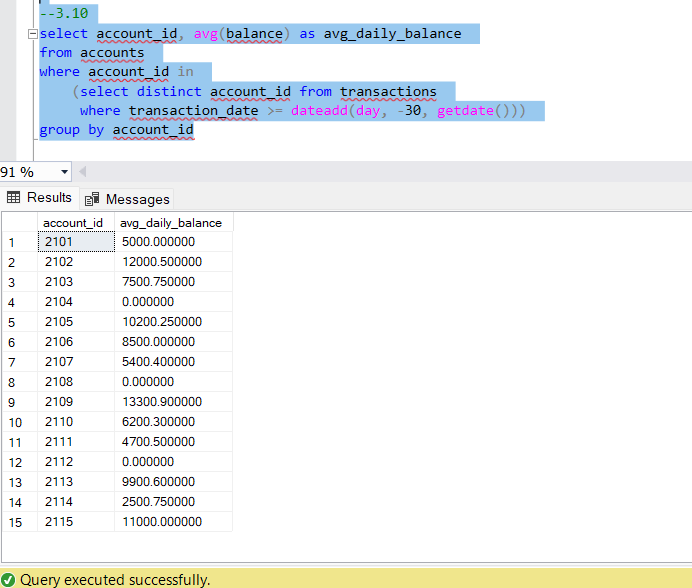 --3.10
select account_id, avg(balance) as avg_daily_balance
from accounts
where account_id in
(select distinct account_id from transactions
where transaction_date >= dateadd(day, -30, getdate()))
group by account_id
91 %
Results Messages
account_id avg_daily_balance
1 2101 5000.000000
2 2102 12000.500000
3 2103 7500.750000
4 2104 0.000000
5 2105 10200.250000
6 2106 8500.000000
7 2107 5400.400000
8 2108 0.000000
9 2109 13300.900000
10 2110 6200.300000
11 2111 4700.500000
12 2112 0.000000
13 2113 9900.600000
14 2114 2500.750000
15 2115 11000.000000
Query executed successfully.